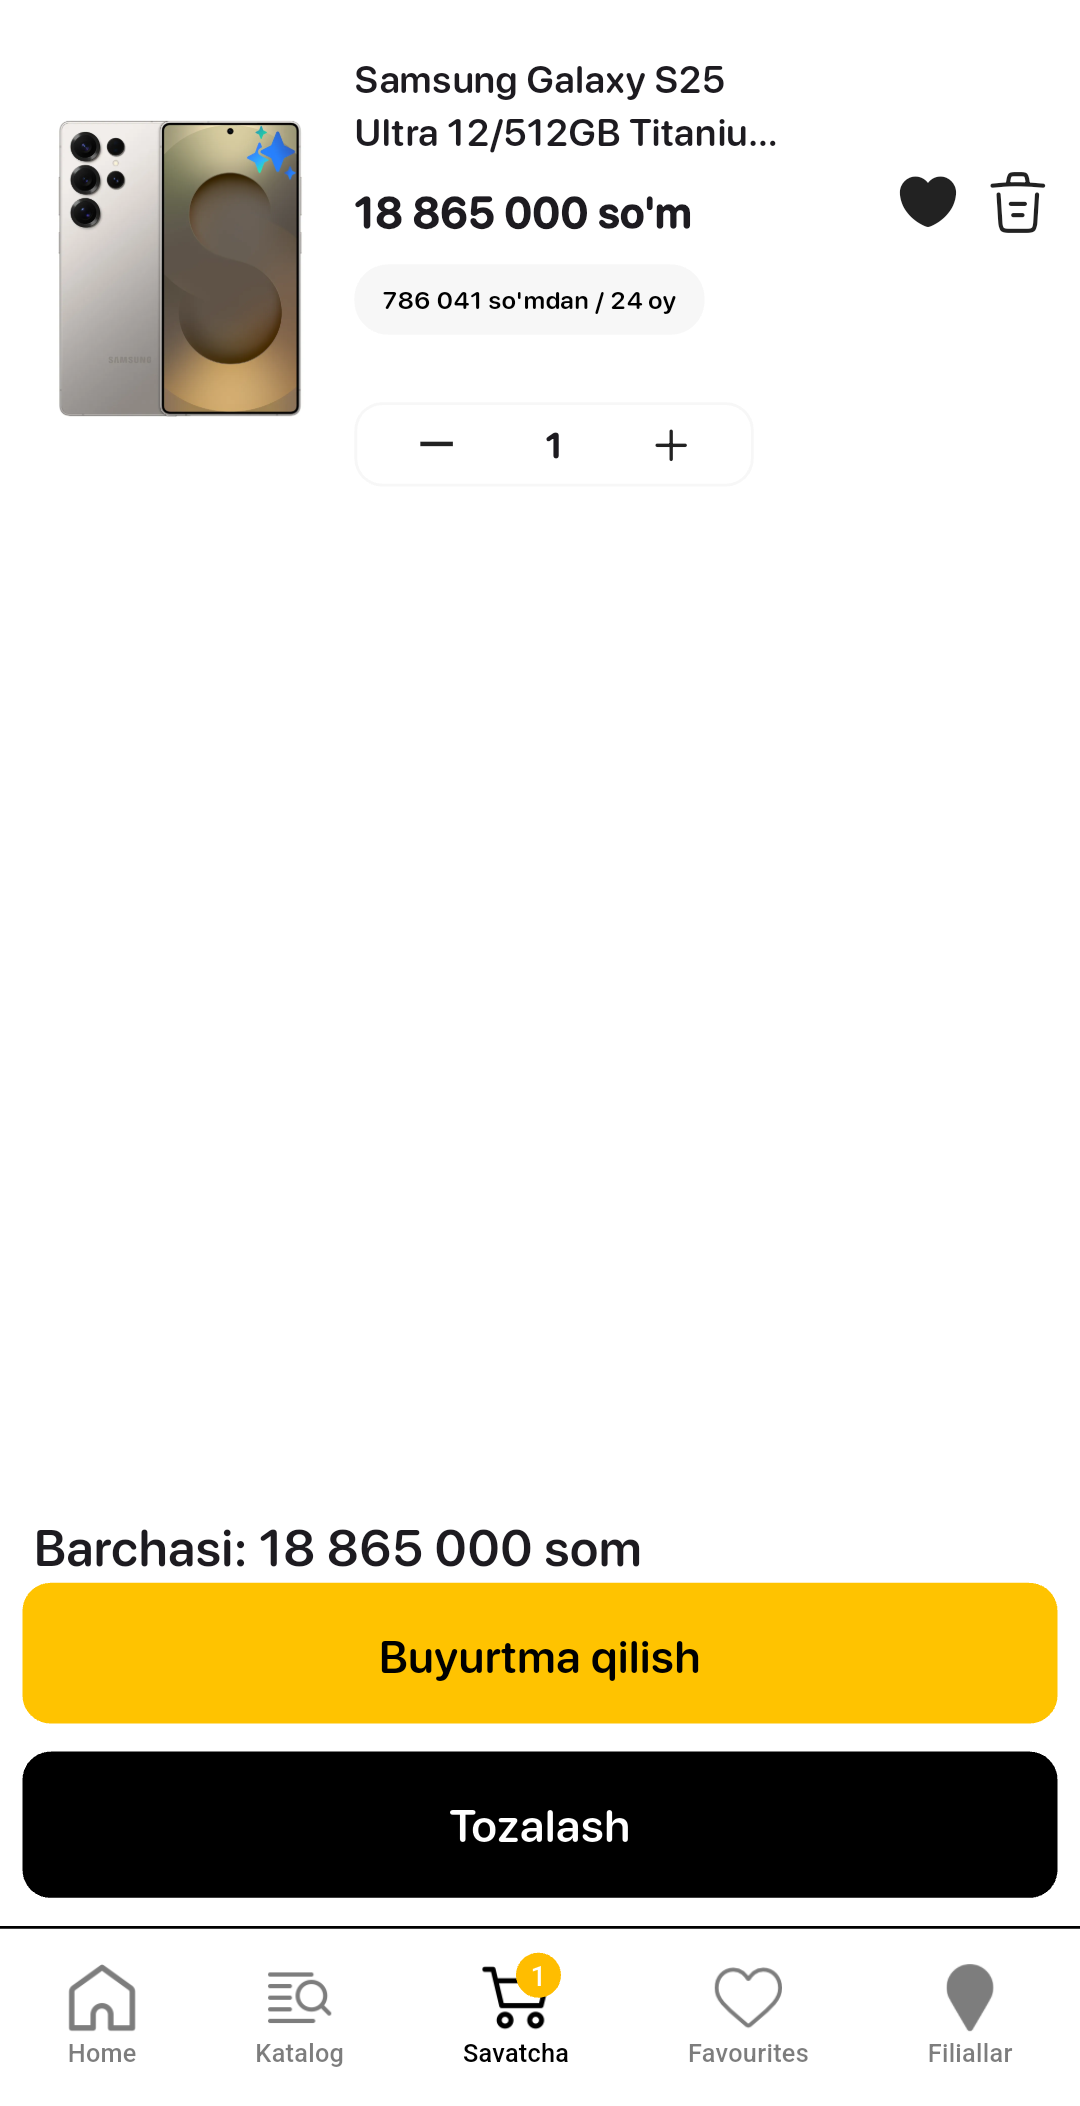 Samsung Galaxy S25
Ultra 12/512GB Titaniu...
18 865 000 so'm
786 041 so'mdan / 24 oy
1
SAMSUNG
Barchasi: 18 865 000 som
Buyurtma qilish
Tozalash
1
Home
Katalog
Savatcha
Favourites
Filiallar